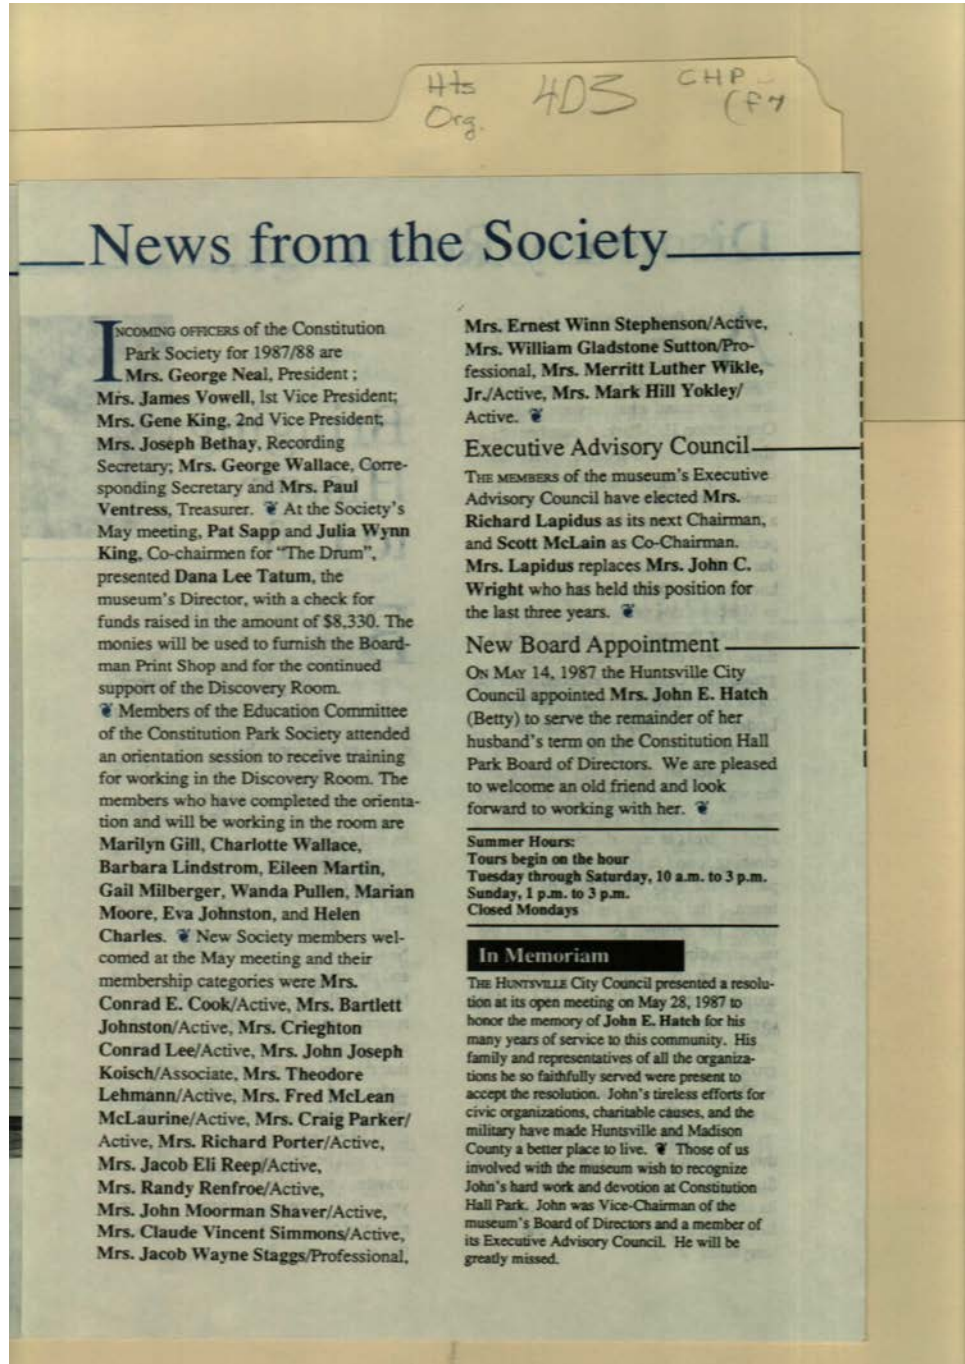 Hts
Org.
403
CHP
(f7
News from the Society
INCOMING OFFICERS of the Constitution
Park Society for 1987/88 are
Mrs. George Neal, President ;
Mrs. James Vowell, 1st Vice President;
Mrs. Gene King, 2nd Vice President;
Mrs. Joseph Bethay, Recording
Secretary; Mrs. George Wallace, Corre-
sponding Secretary and Mrs. Paul
Ventress, Treasurer. ❦ At the Society's
May meeting, Pat Sapp and Julia Wynn
King, Co-chairmen for "The Drum",
presented Dana Lee Tatum, the
museum's Director, with a check for
funds raised in the amount of $8,330. The
monies will be used to furnish the Board-
man Print Shop and for the continued
support of the Discovery Room.
❦ Members of the Education Committee
of the Constitution Park Society attended
an orientation session to receive training
for working in the Discovery Room. The
members who have completed the orienta-
tion and will be working in the room are
Marilyn Gill, Charlotte Wallace,
Barbara Lindstrom, Eileen Martin,
Gail Milberger, Wanda Pullen, Marian
Moore, Eva Johnston, and Helen
Charles. ❦ New Society members wel-
comed at the May meeting and their
membership categories were Mrs.
Conrad E. Cook/Active, Mrs. Bartlett
Johnston/Active, Mrs. Crieghton
Conrad Lee/Active, Mrs. John Joseph
Koisch/Associate, Mrs. Theodore
Lehmann/Active, Mrs. Fred McLean
McLaurine/Active, Mrs. Craig Parker/
Active, Mrs. Richard Porter/Active,
Mrs. Jacob Eli Reep/Active,
Mrs. Randy Renfroe/Active,
Mrs. John Moorman Shaver/Active,
Mrs. Claude Vincent Simmons/Active,
Mrs. Jacob Wayne Staggs/Professional,
Mrs. Ernest Winn Stephenson/Active,
Mrs. William Gladstone Sutton/Pro-
fessional, Mrs. Merritt Luther Wikle,
Jr./Active, Mrs. Mark Hill Yokley/
Active. ❦
Executive Advisory Council
THE MEMBERS of the museum's Executive
Advisory Council have elected Mrs.
Richard Lapidus as its next Chairman,
and Scott McLain as Co-Chairman.
Mrs. Lapidus replaces Mrs. John C.
Wright who has held this position for
the last three years. ❦
New Board Appointment
ON MAY 14, 1987 the Huntsville City
Council appointed Mrs. John E. Hatch
(Betty) to serve the remainder of her
husband's term on the Constitution Hall
Park Board of Directors. We are pleased
to welcome an old friend and look
forward to working with her. ❦
Summer Hours:
Tours begin on the hour
Tuesday through Saturday, 10 a.m. to 3 p.m.
Sunday, 1 p.m. to 3 p.m.
Closed Mondays
In Memoriam
THE HUNTSVILLE City Council presented a resolu-
tion at its open meeting on May 28, 1987 to
honor the memory of John E. Hatch for his
many years of service to this community. His
family and representatives of all the organiza-
tions he so faithfully served were present to
accept the resolution. John's tireless efforts for
civic organizations, charitable causes, and the
military have made Huntsville and Madison
County a better place to live. ❦ Those of us
involved with the museum wish to recognize
John's hard work and devotion at Constitution
Hall Park. John was Vice-Chairman of the
museum's Board of Directors and a member of
its Executive Advisory Council. He will be
greatly missed.